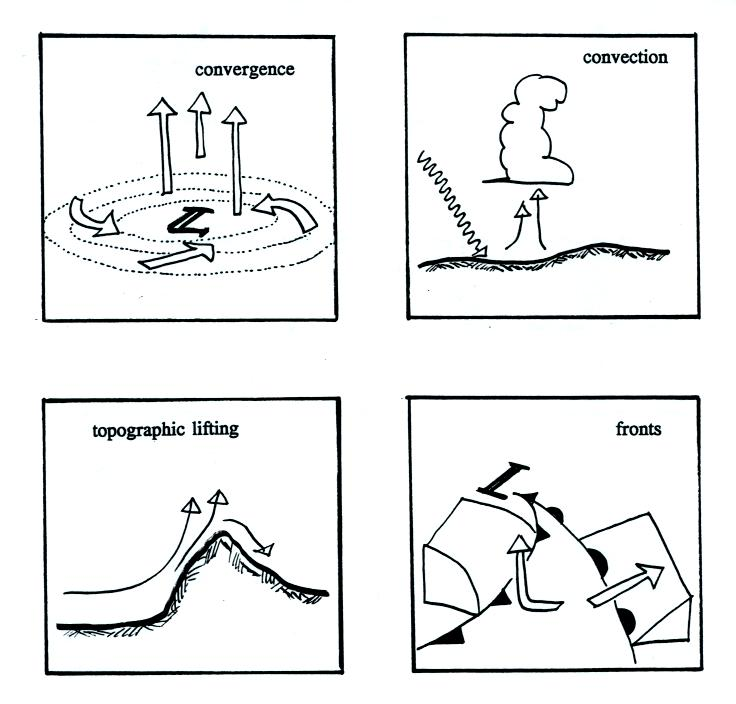 convergence
convection
L
topographic lifting
fronts
L